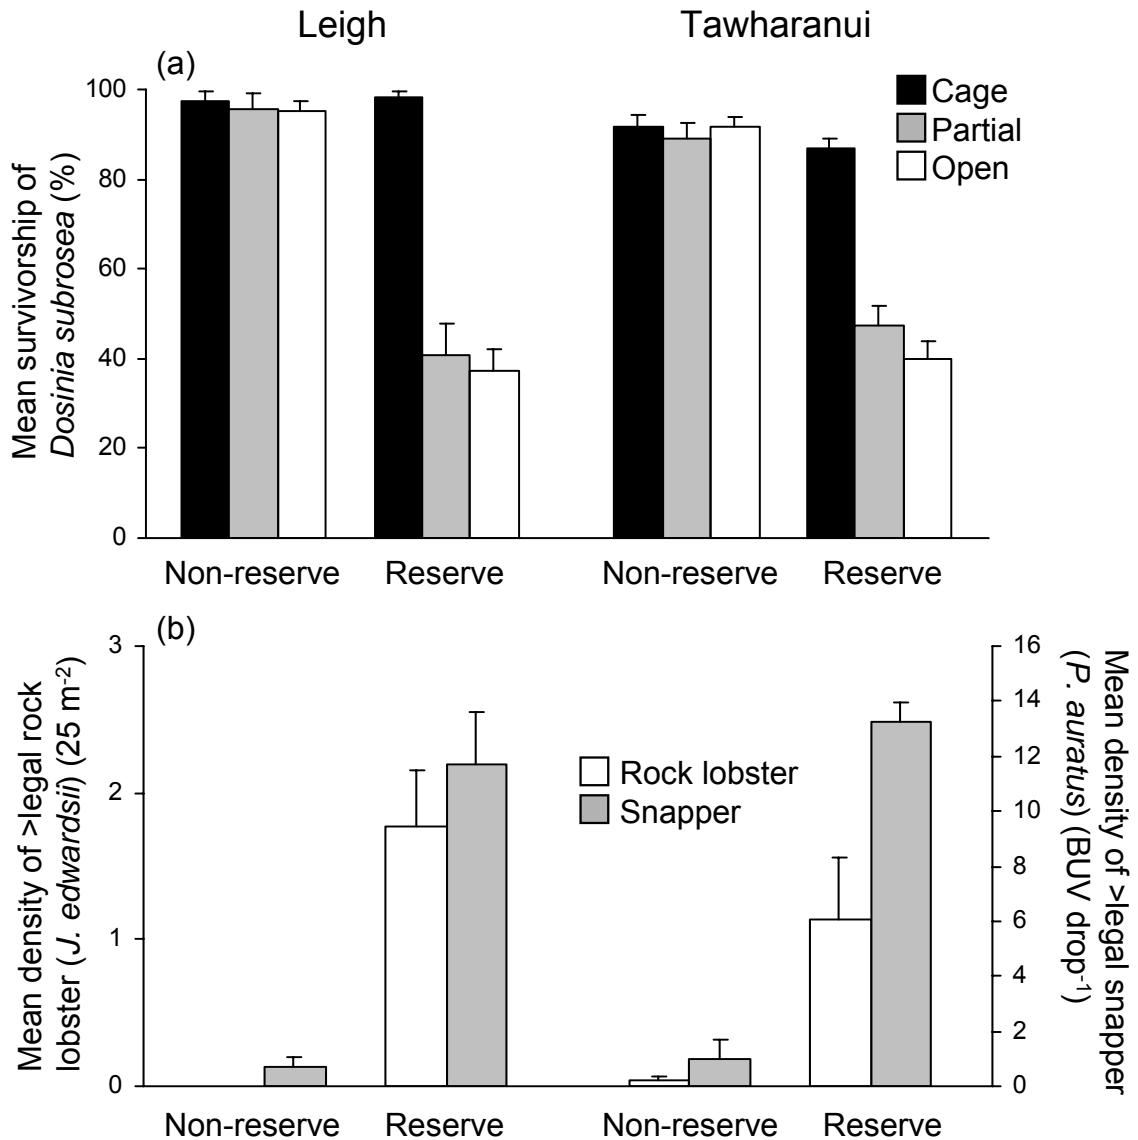 Leigh
Tawharanui
(a)
Mean survivorship of
Dosinia subrosea (%)
100
80
60
40
20
0
Cage
Partial
Open
Non-reserve
Reserve
Non-reserve
Reserve
(b)
Mean density of >legal rock
lobster (J. edwardsii) (25 m-2)
3
2
1
0
Rock lobster
Snapper
16
14
12
10
8
6
4
2
0
Mean density of >legal snapper
(P. auratus) (BUV drop-1)
Non-reserve
Reserve
Non-reserve
Reserve